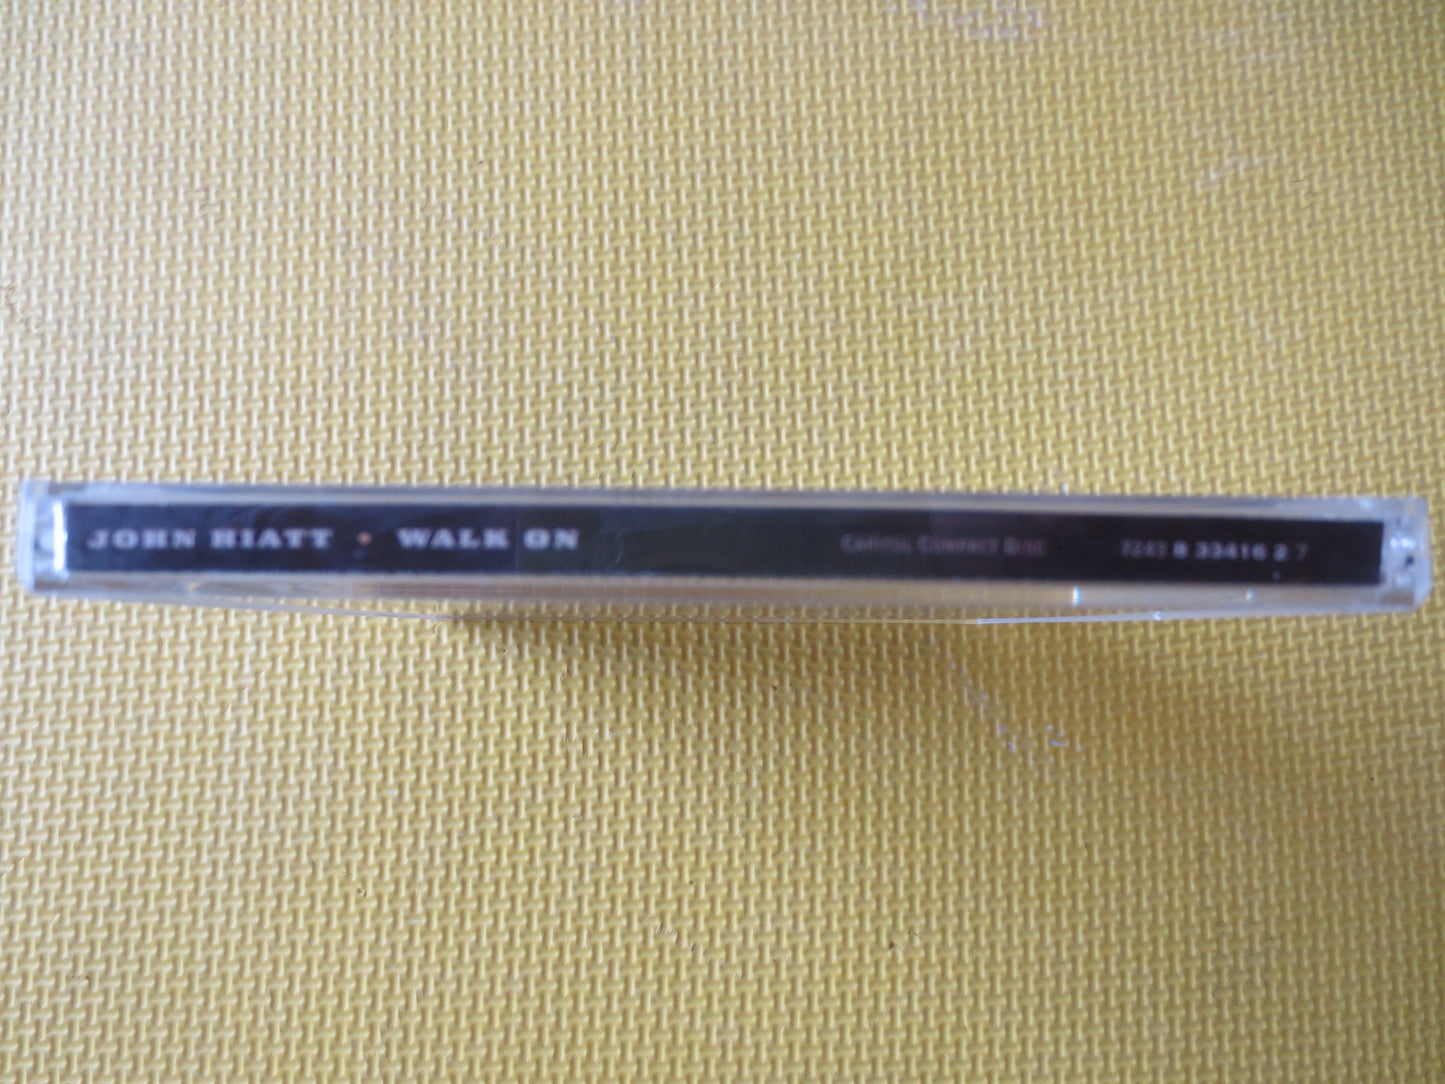 JOHN HIATT • WALK ON CAPITOL COMPACT DISC 7243 8 33416 2 7